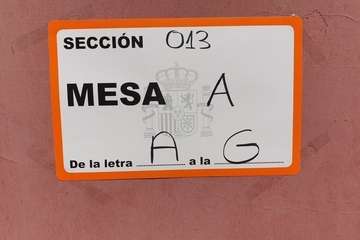 SECCIÓN 013
MESA A
De la letra A a la G